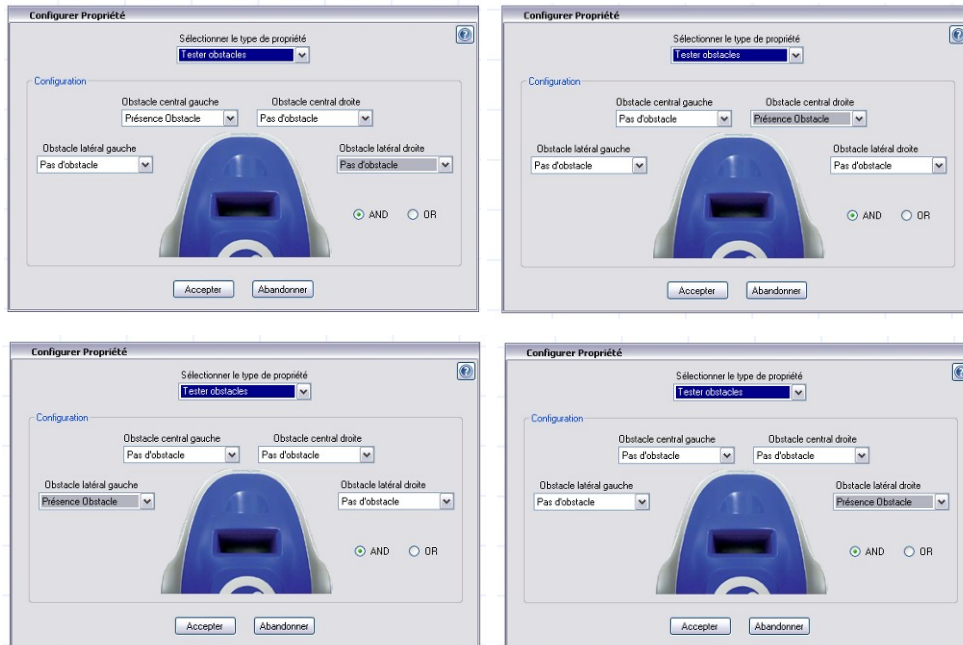 Configurer Propriété
Sélectionner le type de propriété
Tester obstacles
Configuration
Obstacle central gauche Obstacle central droite
Présence Obstacle Pas d'obstacle
Obstacle latéral gauche Obstacle latéral droite
Pas d'obstacle Pas d'obstacle
AND OR
Accepter Abandonner
Configurer Propriété
Sélectionner le type de propriété
Tester obstacles
Configuration
Obstacle central gauche Obstacle central droite
Pas d'obstacle Présence Obstacle
Obstacle latéral gauche Obstacle latéral droite
Pas d'obstacle Pas d'obstacle
AND OR
Accepter Abandonner
Configurer Propriété
Sélectionner le type de propriété
Tester obstacles
Configuration
Obstacle central gauche Obstacle central droite
Pas d'obstacle Pas d'obstacle
Obstacle latéral gauche Obstacle latéral droite
Présence Obstacle Pas d'obstacle
AND OR
Accepter Abandonner
Configurer Propriété
Sélectionner le type de propriété
Tester obstacles
Configuration
Obstacle central gauche Obstacle central droite
Pas d'obstacle Pas d'obstacle
Obstacle latéral gauche Obstacle latéral droite
Pas d'obstacle Présence Obstacle
AND OR
Accepter Abandonner